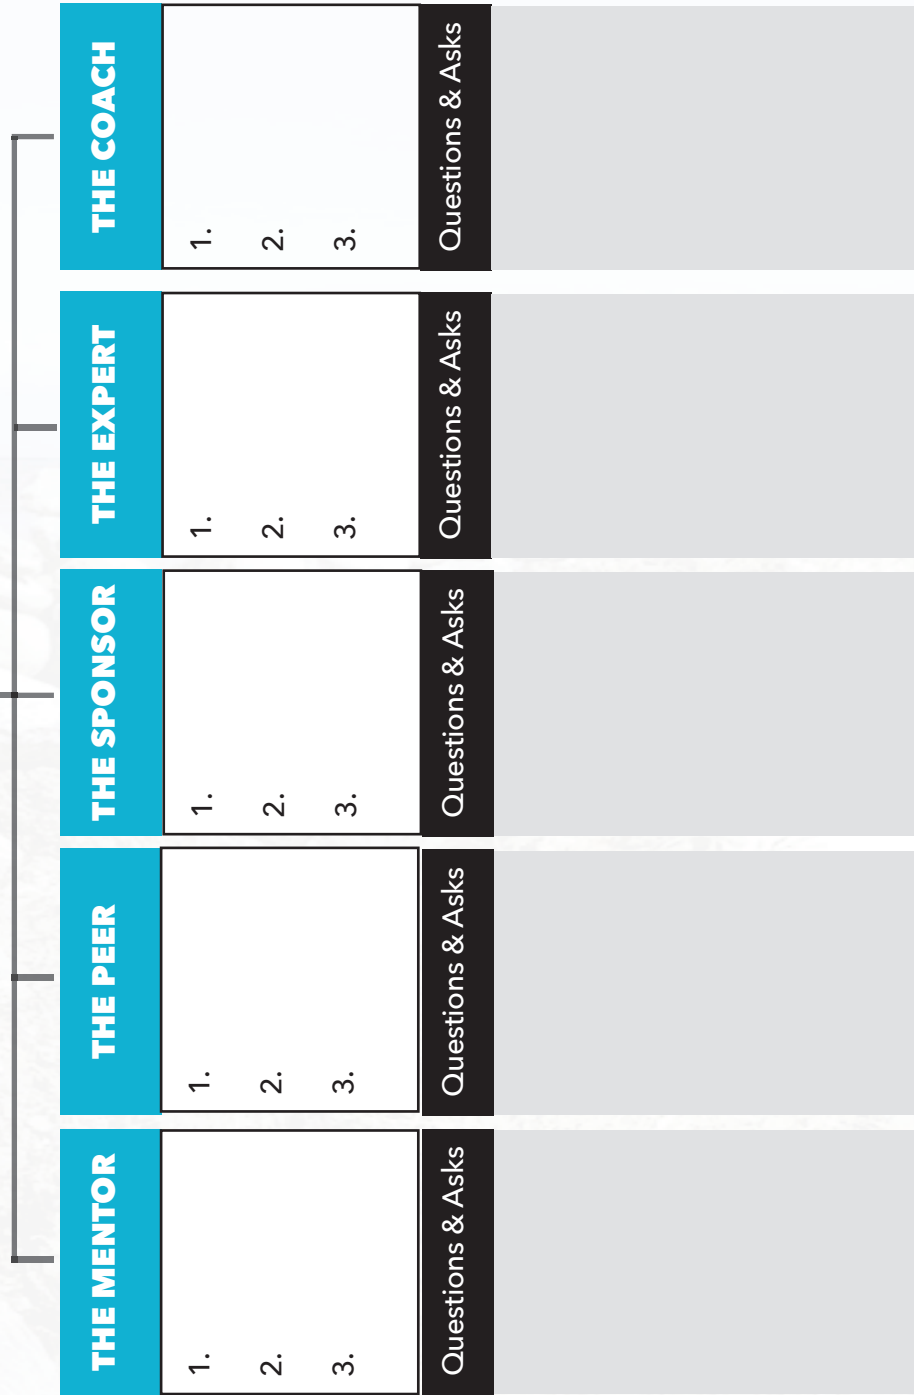 THE MENTOR
1.
2.
3.
Questions & Asks
THE PEER
1.
2.
3.
Questions & Asks
THE SPONSOR
1.
2.
3.
Questions & Asks
THE EXPERT
1.
2.
3.
Questions & Asks
THE COACH
1.
2.
3.
Questions & Asks